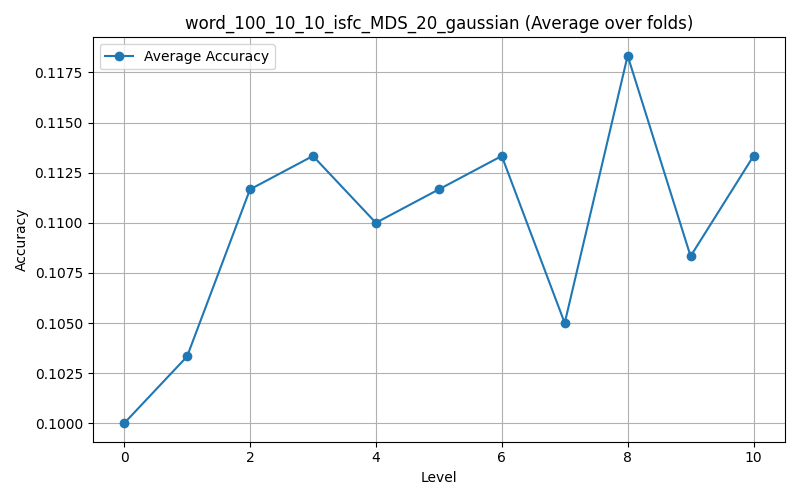 word_100_10_10_isfc_MDS_20_gaussian (Average over folds)
Average Accuracy
0.1175
0.1150
0.1125
0.1100
0.1075
0.1050
0.1025
0.1000
Accuracy
0 2 4 6 8 10
Level